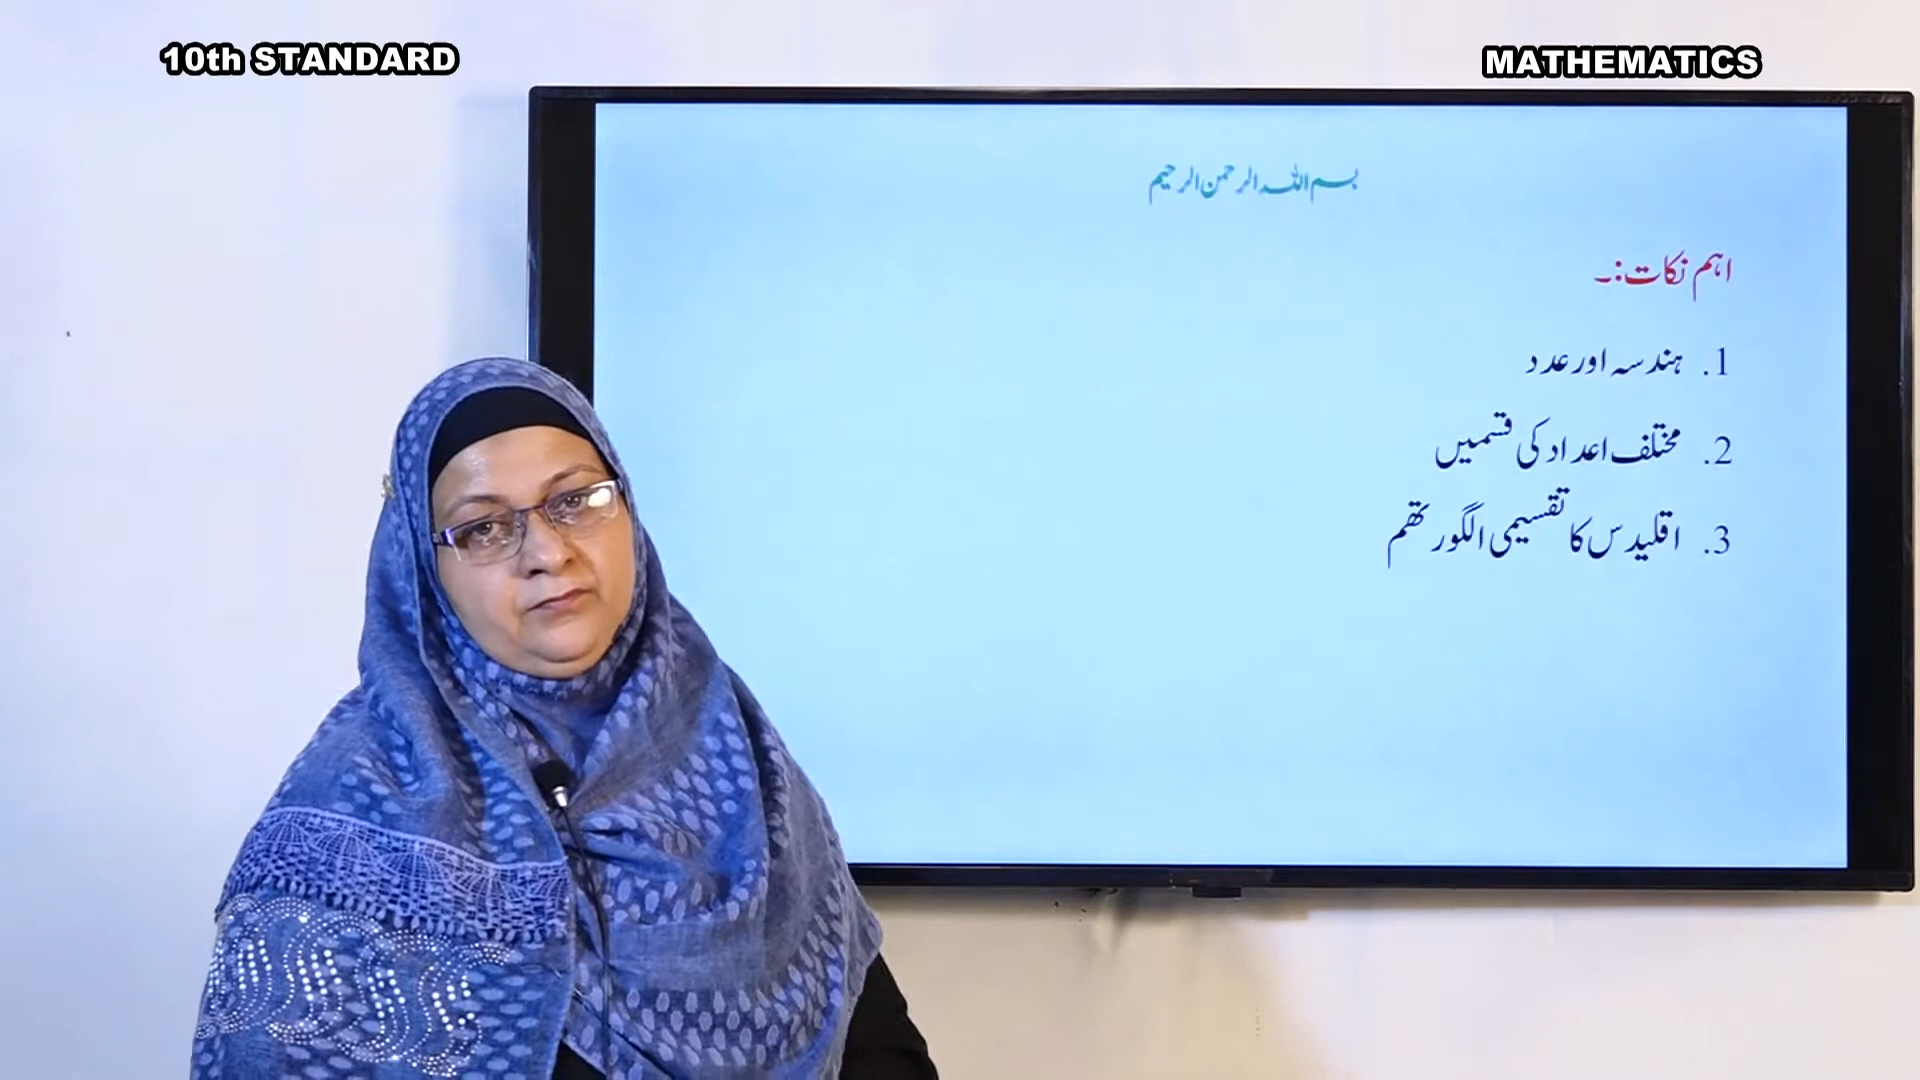 10th STANDARD
MATHEMATICS
بسم اللہ الرحمن الرحیم
اہم نکات:۔
1. ہندسہ اور عدد
2. مختلف اعداد کی قسمیں
3. اقلیدس کا تقسیمی الگورتھم